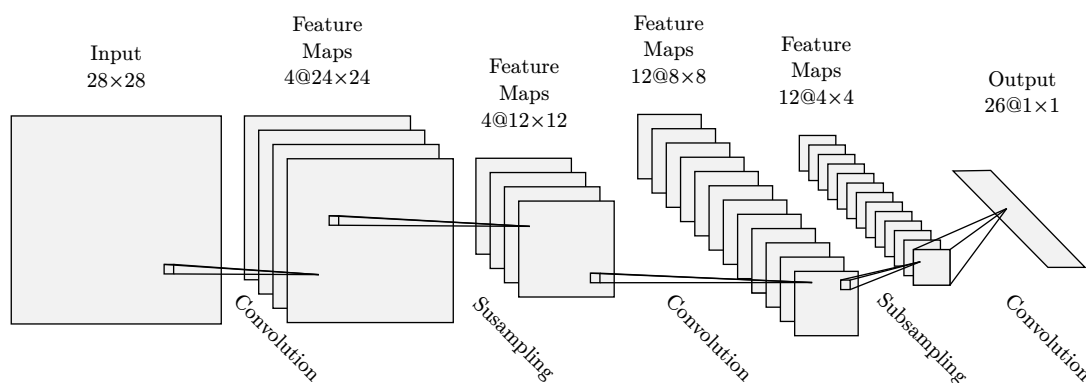 Input
28×28
Feature
Maps
4@24×24
Feature
Maps
4@12×12
Feature
Maps
12@8×8
Feature
Maps
12@4×4
Output
26@1×1
Convolution
Susampling
Convolution
Subsampling
Convolution